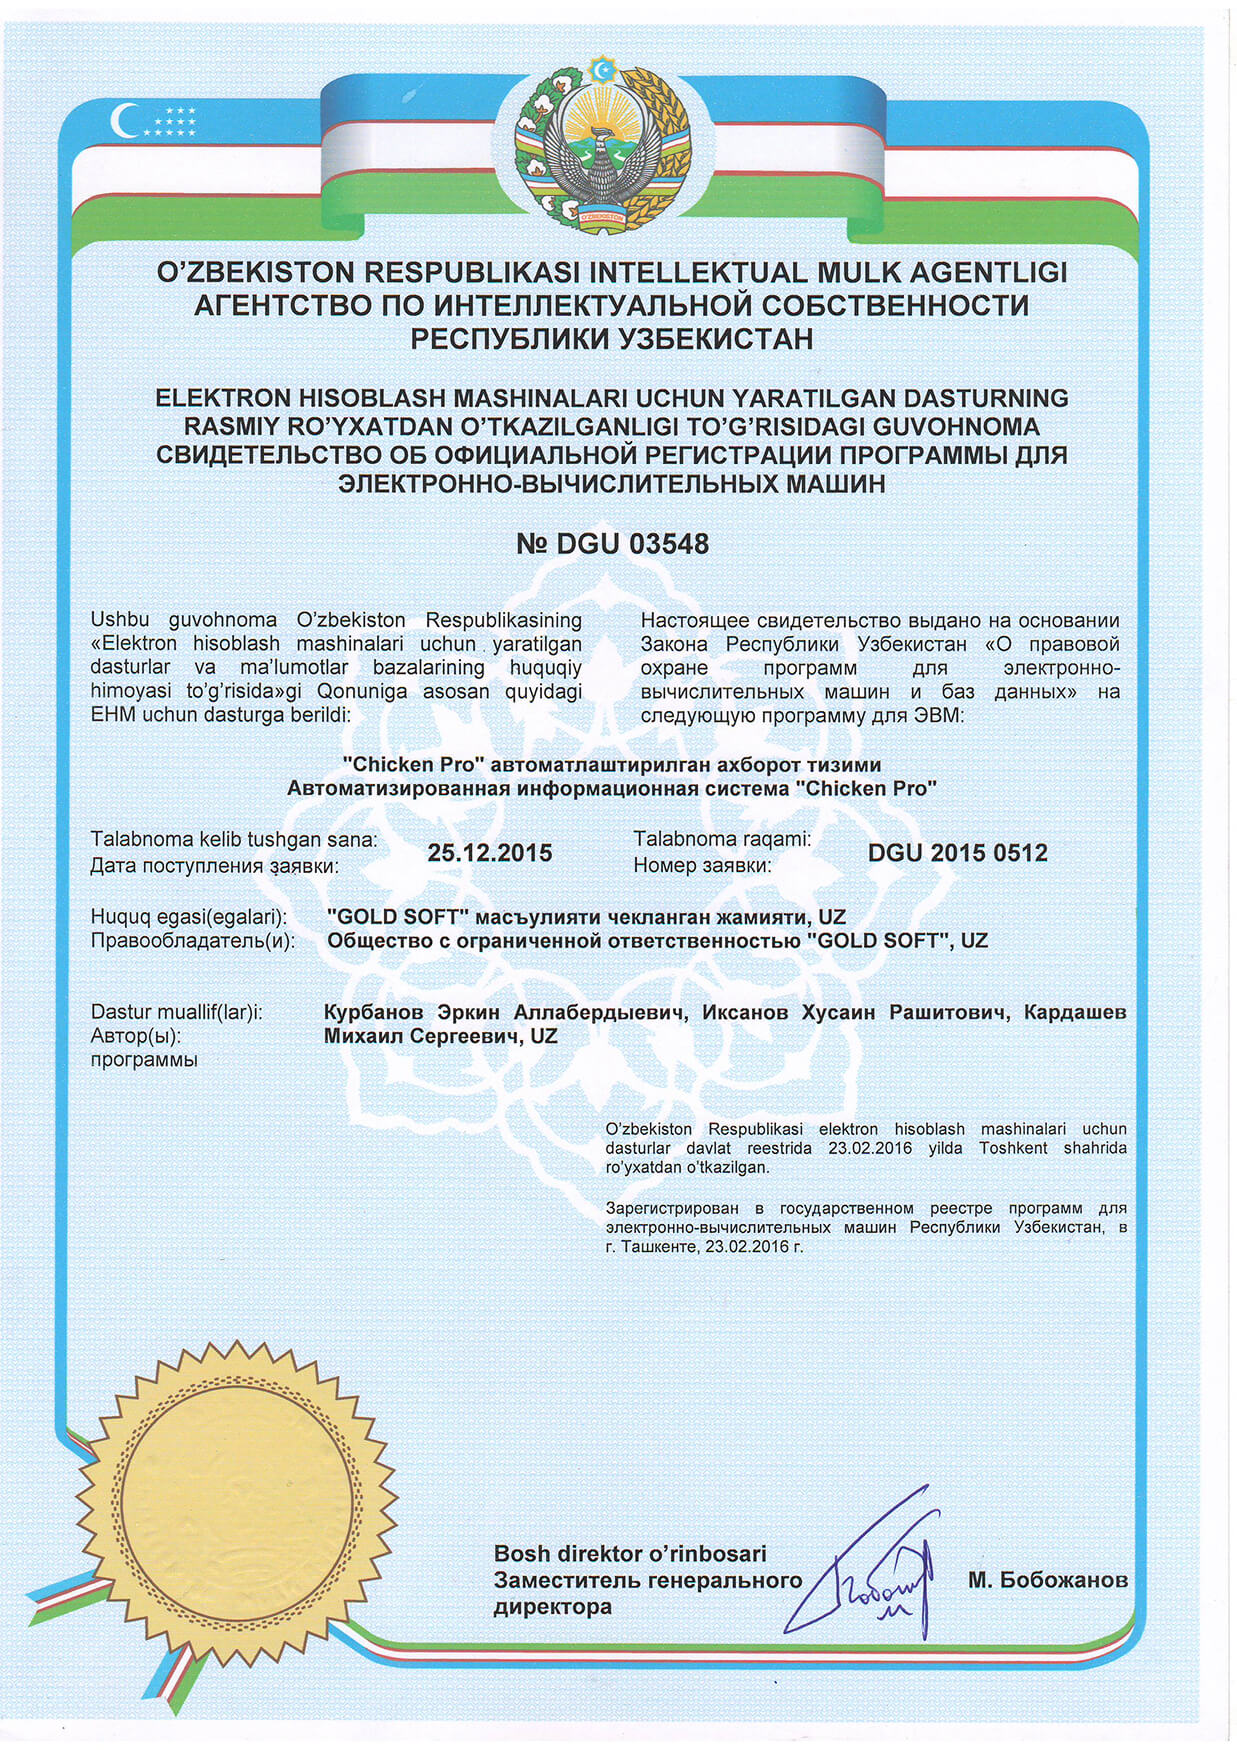 O'ZBEKISTON
O’ZBEKISTON RESPUBLIKASI INTELLEKTUAL MULK AGENTLIGI
АГЕНТСТВО ПО ИНТЕЛЛЕКТУАЛЬНОЙ СОБСТВЕННОСТИ
РЕСПУБЛИКИ УЗБЕКИСТАН
ELEKTRON HISOBLASH MASHINALARI UCHUN YARATILGAN DASTURNING
RASMIY RO’YXATDAN O’TKAZILGANLIGI TO’G’RISIDAGI GUVOHNOMA
СВИДЕТЕЛЬСТВО ОБ ОФИЦИАЛЬНОЙ РЕГИСТРАЦИИ ПРОГРАММЫ ДЛЯ
ЭЛЕКТРОННО-ВЫЧИСЛИТЕЛЬНЫХ МАШИН
№ DGU 03548
Ushbu guvohnoma O’zbekiston Respublikasining
«Elektron hisoblash mashinalari uchun yaratilgan
dasturlar va ma’lumotlar bazalarining huquqiy
himoyasi to’g’risida»gi Qonuniga asosan quyidagi
EHM uchun dasturga berildi:
Настоящее свидетельство выдано на основании
Закона Республики Узбекистан «О правовой
охране программ для электронно-
вычислительных машин и баз данных» на
следующую программу для ЭВМ:
"Chicken Pro" автоматлаштирилган ахборот тизими
Автоматизированная информационная система "Chicken Pro"
Talabnoma kelib tushgan sana:
Дата поступления заявки:
25.12.2015
Talabnoma raqami:
Номер заявки:
DGU 2015 0512
Huquq egasi(egalari): "GOLD SOFT" масъулияти чекланган жамияти, UZ
Правообладатель(и): Общество с ограниченной ответственностью "GOLD SOFT", UZ
Dastur muallif(lar)i: Курбанов Эркин Аллабердыевич, Иксанов Хусаин Рашитович, Кардашев
Автор(ы): Михаил Сергеевич, UZ
программы
O’zbekiston Respublikasi elektron hisoblash mashinalari uchun
dasturlar davlat reestrida 23.02.2016 yilda Toshkent shahrida
ro’yxatdan o’tkazilgan.
Зарегистрирован в государственном реестре программ для
электронно-вычислительных машин Республики Узбекистан, в
г. Ташкенте, 23.02.2016 г.
Bosh direktor o’rinbosari
Заместитель генерального
директора
М. Бобожанов